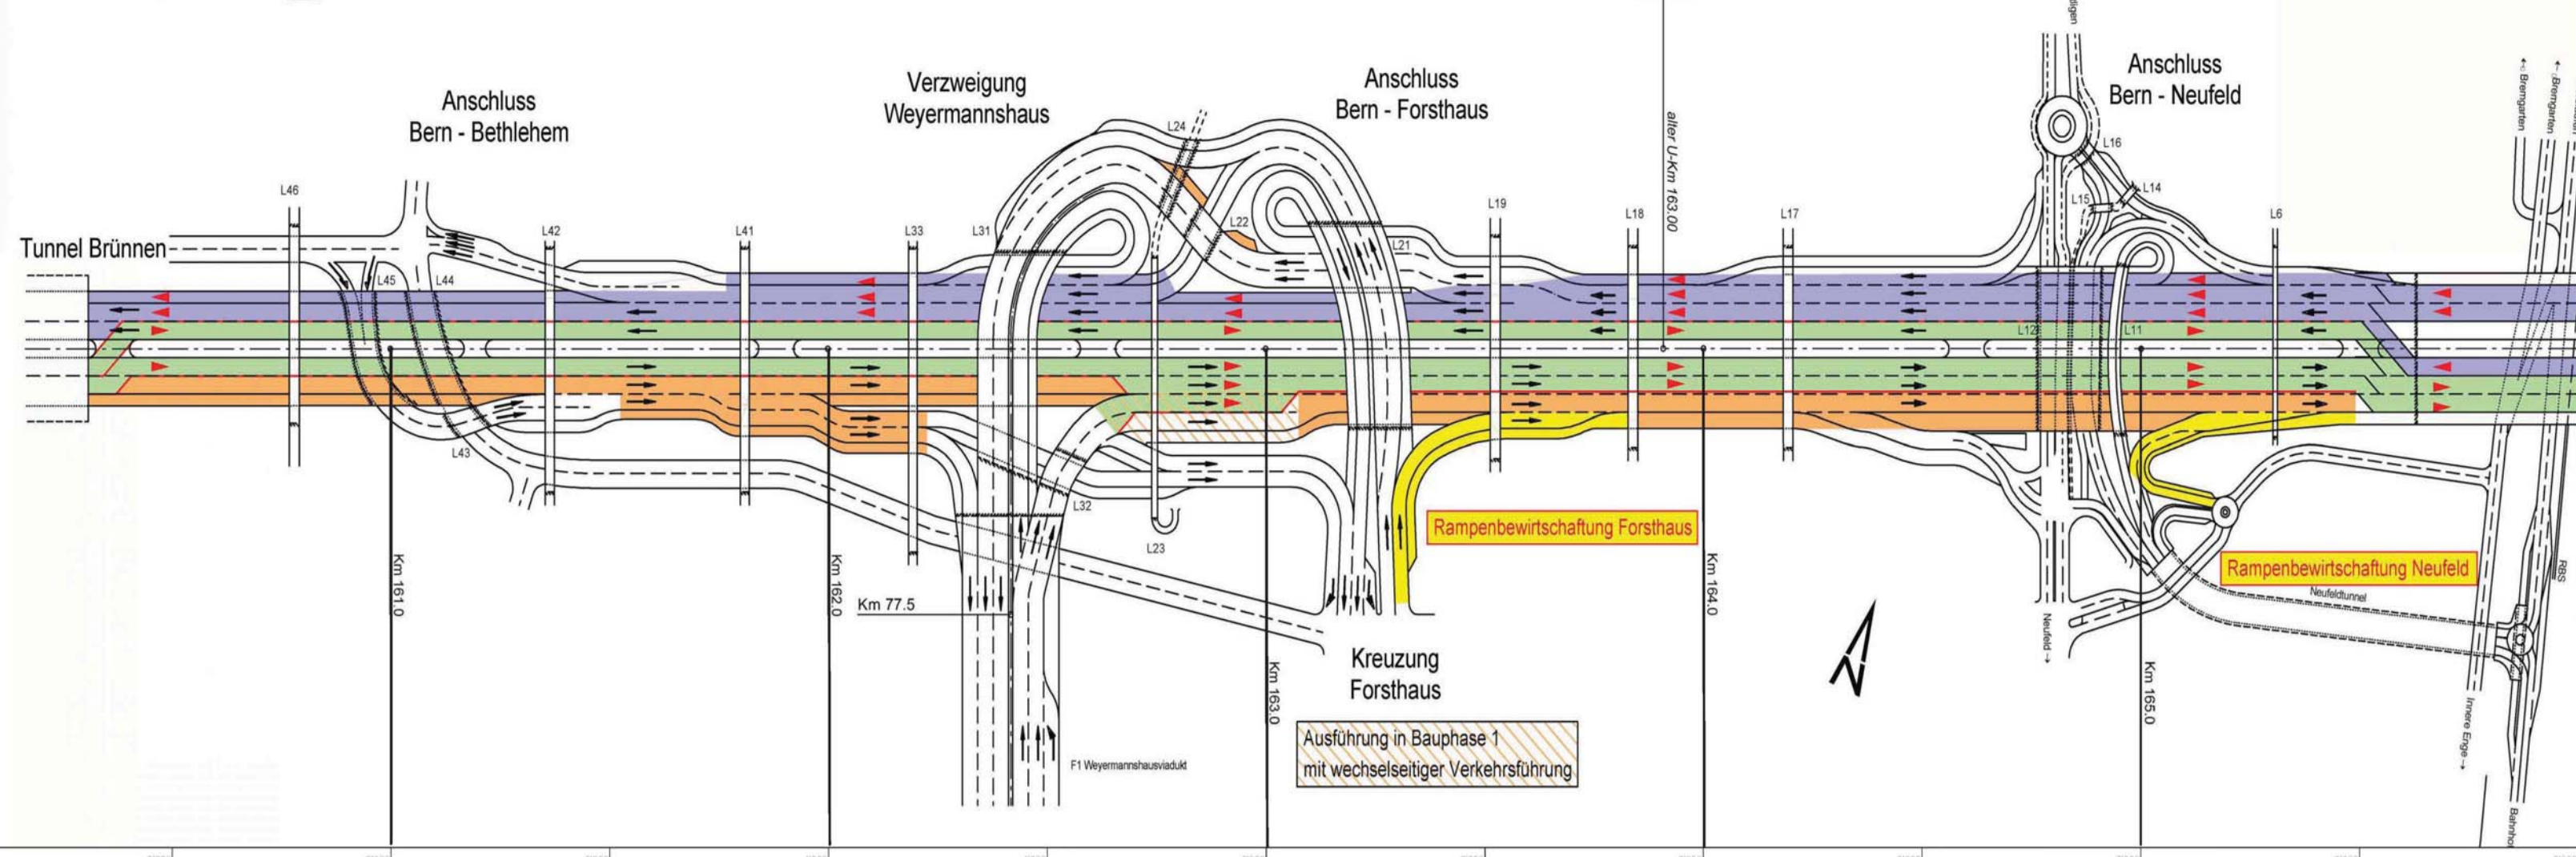 Anschluss
Bern - Bethlehem
Verzweigung
Weyermannshaus
Anschluss
Bern - Forsthaus
Anschluss
Bern - Neufeld
alter U-Km 163.00
←Bremgarten
←Bremgarten
Tunnel Brünnen
L46
L45
L44
L43
L42
L41
L33
L31
L32
L24
L22
L23
L21
L19
L18
L17
L16
L15
L14
L12
L11
L6
Rampenbewirtschaftung Forsthaus
Rampenbewirtschaftung Neufeld
Neufeldtunnel
RBS
Km 161.0
Km 162.0
Km 77.5
Km 163.0
Km 164.0
Km 165.0
Neufeld→
Innere Enge→
Kreuzung
Forsthaus
Ausführung in Bauphase 1
mit wechselseitiger Verkehrsführung
F1 Weyermannshausviadukt
N